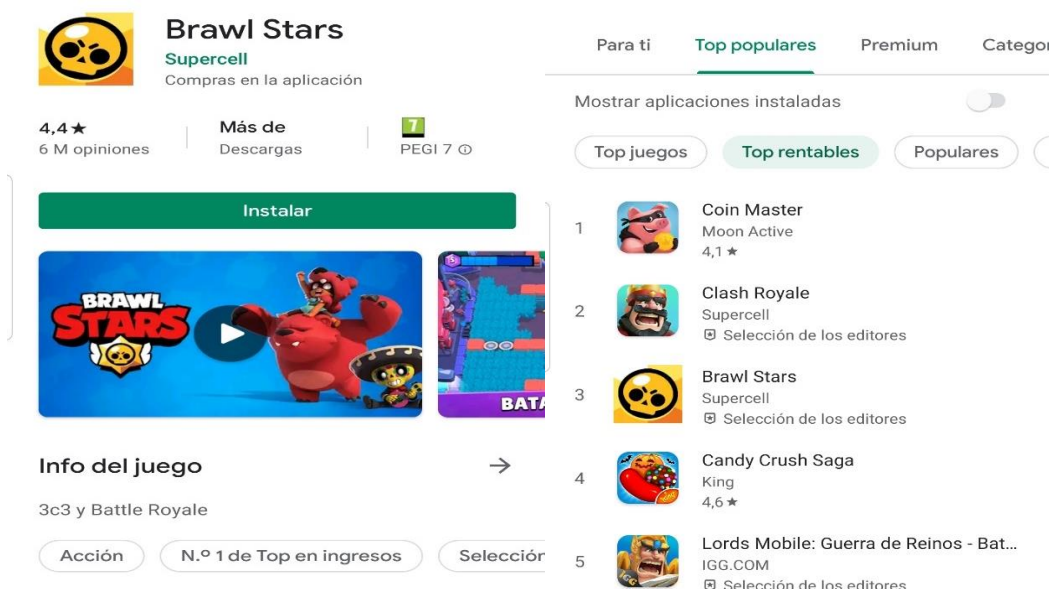 Brawl Stars
Supercell
Compras en la aplicación
4,4★
6 M opiniones
Más de
Descargas
7
PEGI 7
Instalar
BRAWL
STARS
BATA
Info del juego
3c3 y Battle Royale
Acción
N.º 1 de Top en ingresos
Selección
Para ti
Top populares
Premium
Categor
Mostrar aplicaciones instaladas
Top juegos
Top rentables
Populares
1
Coin Master
Moon Active
4,1 ★
2
Clash Royale
Supercell
Selección de los editores
3
Brawl Stars
Supercell
Selección de los editores
4
Candy Crush Saga
King
4,6 ★
5
Lords Mobile: Guerra de Reinos - Bat...
IGG.COM
IGG
Selección de los editores